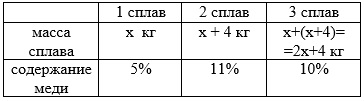 1 сплав 2 сплав 3 сплав
масса сплава x кг x + 4 кг x+(x+4)= =2x+4 кг
содержание меди 5% 11% 10%